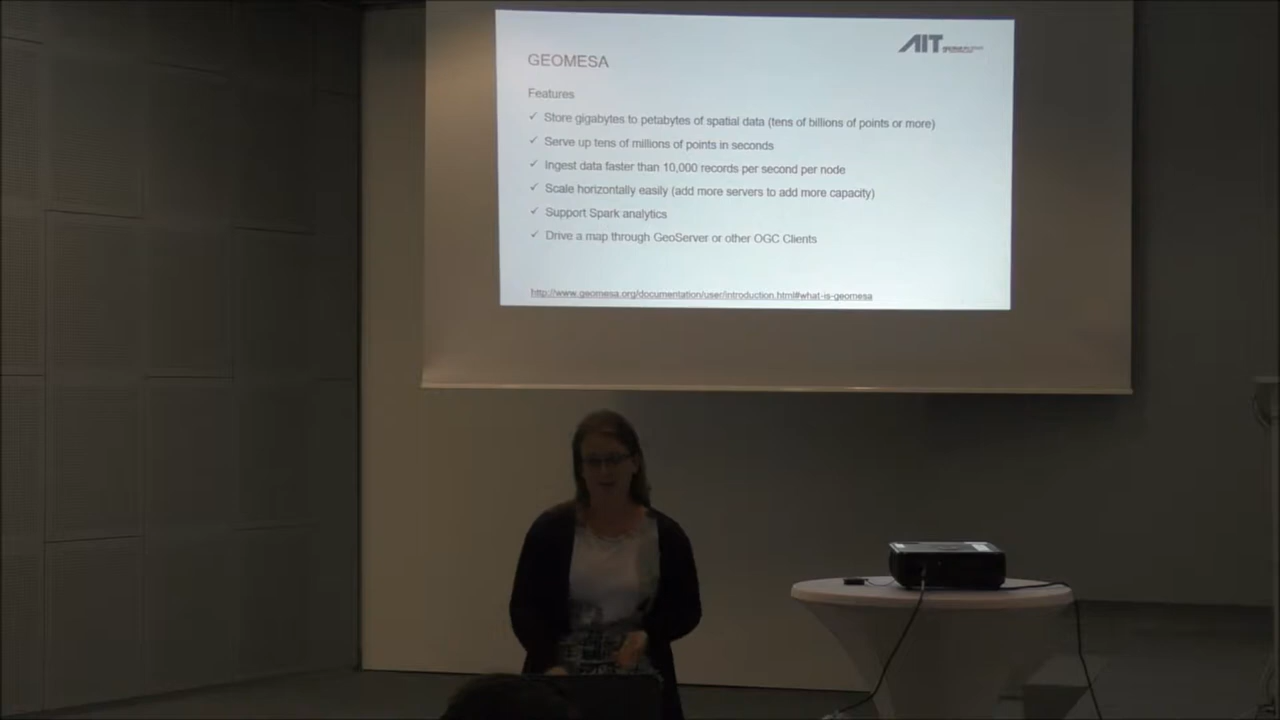 AIT
GEOMESA
Features
✓ Store gigabytes to petabytes of spatial data (tens of billions of points or more)
✓ Serve up tens of millions of points in seconds
✓ Ingest data faster than 10,000 records per second per node
✓ Scale horizontally easily (add more servers to add more capacity)
✓ Support Spark analytics
✓ Drive a map through GeoServer or other OGC Clients
http://www.geomesa.org/documentation/user/introduction.html#what-is-geomesa